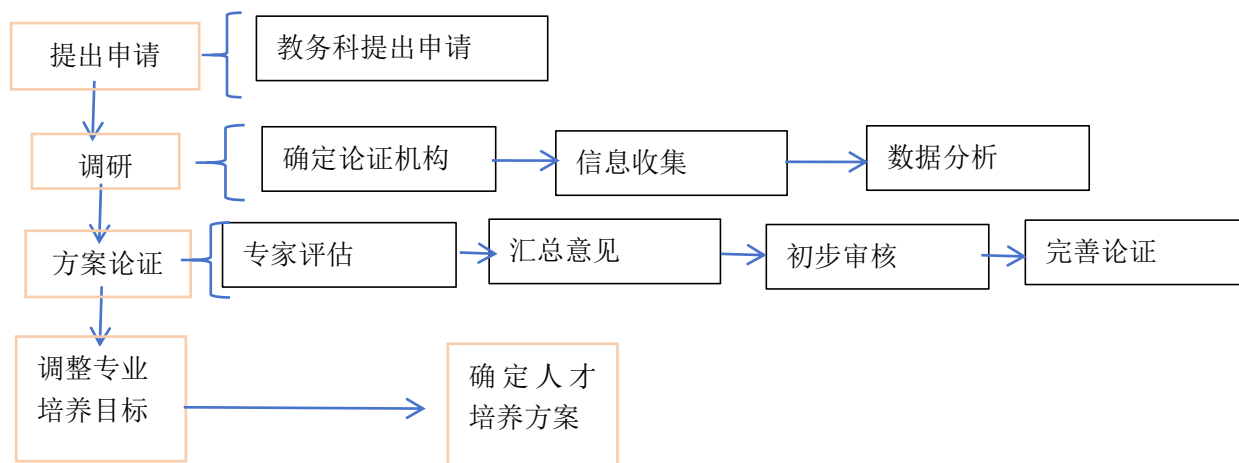 提出申请
教务科提出申请
调研
确定论证机构
信息收集
数据分析
方案论证
专家评估
汇总意见
初步审核
完善论证
调整专业
培养目标
确定人才
培养方案